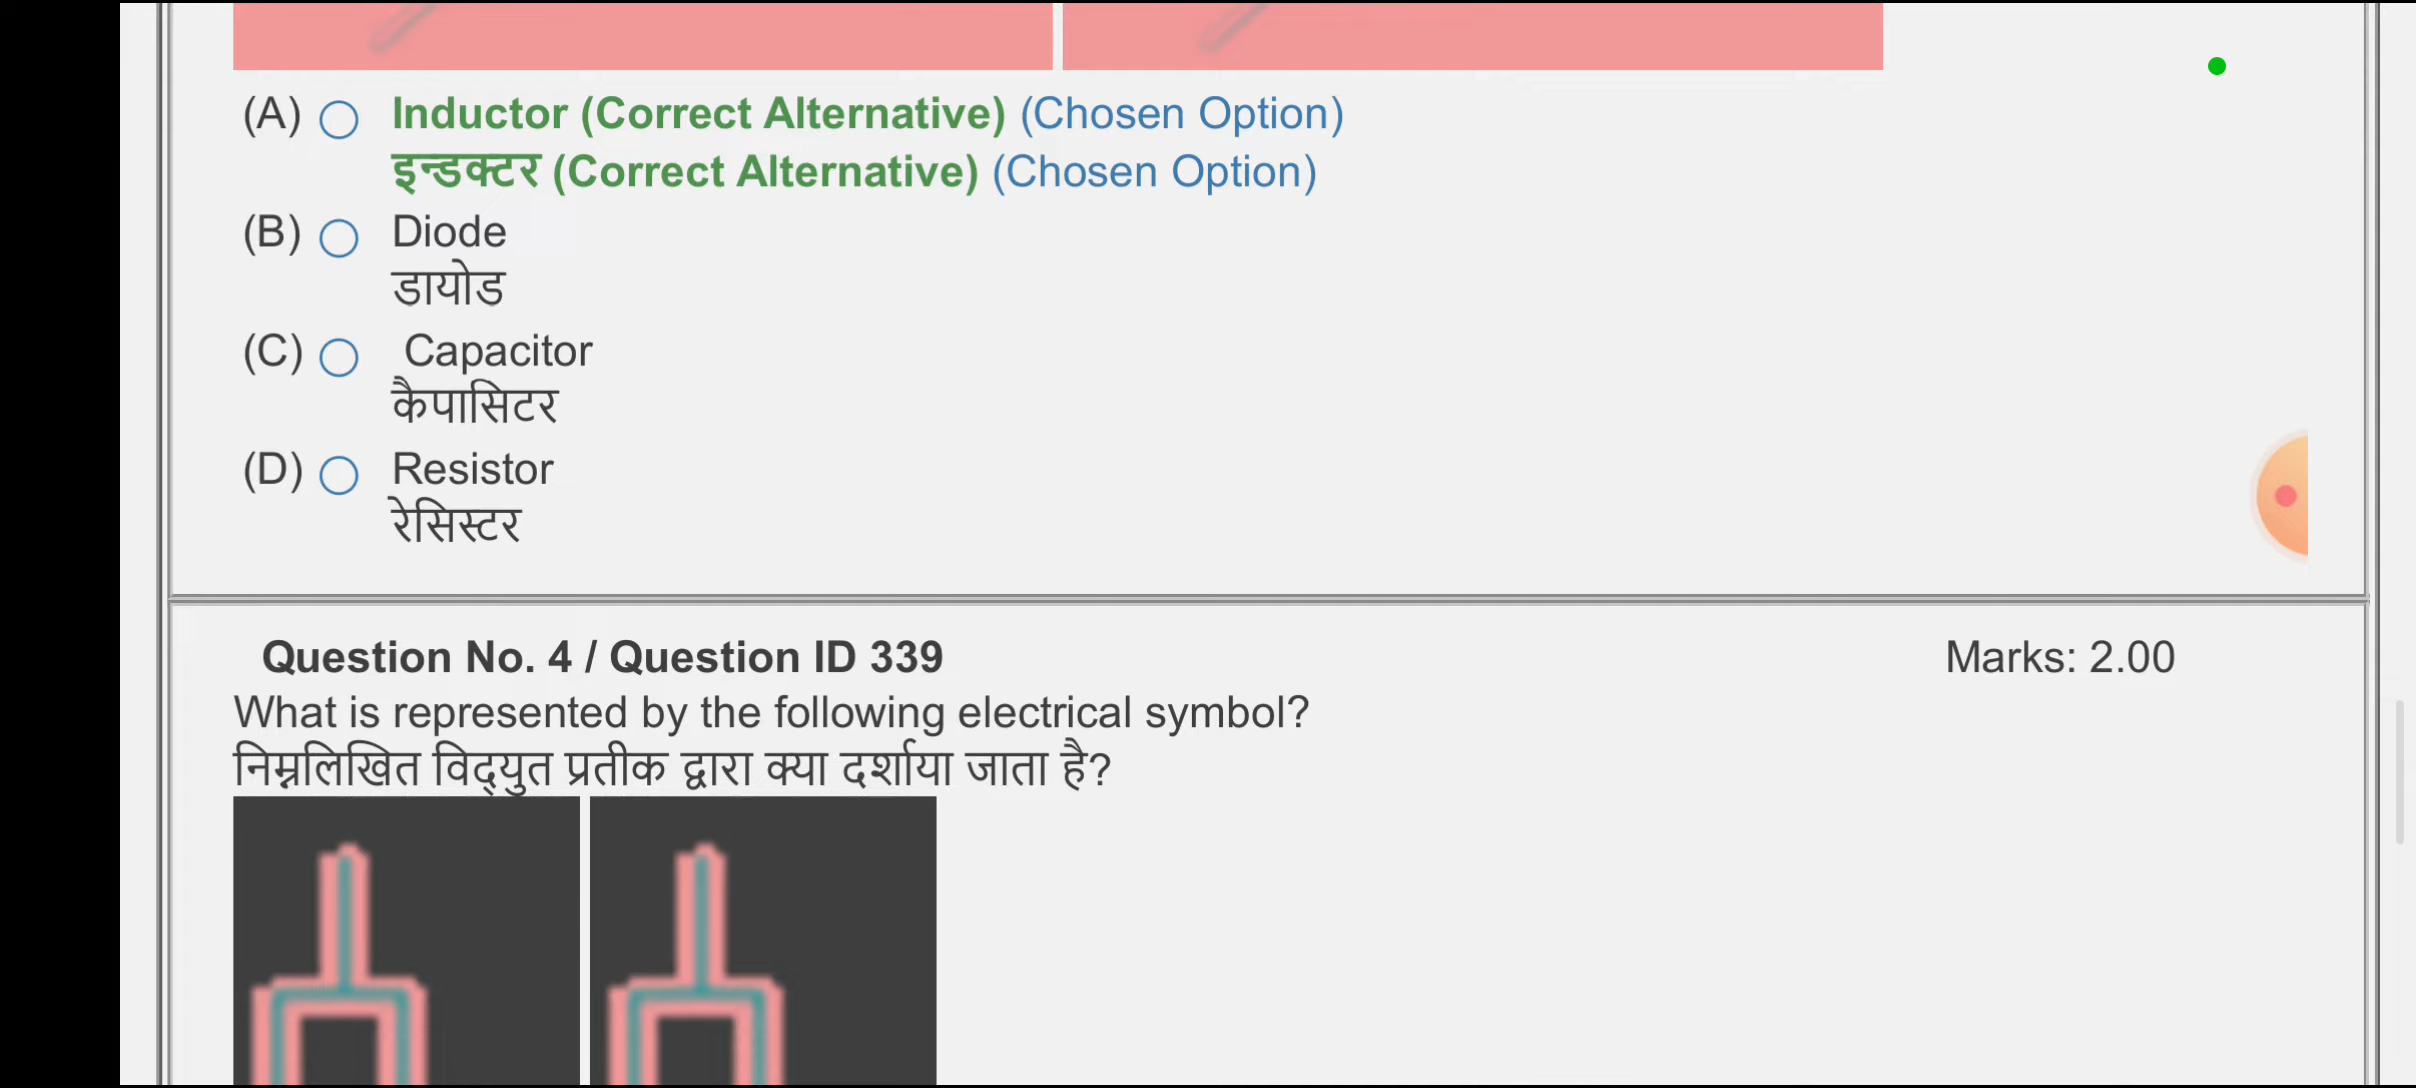 (A) Inductor (Correct Alternative) (Chosen Option)
इन्डक्टर (Correct Alternative) (Chosen Option)
(B) Diode
डायोड
(C) Capacitor
कैपासिटर
(D) Resistor
रेसिस्टर
Question No. 4 / Question ID 339 Marks: 2.00
What is represented by the following electrical symbol?
निम्नलिखित विद्युत प्रतीक द्वारा क्या दर्शाया जाता है?